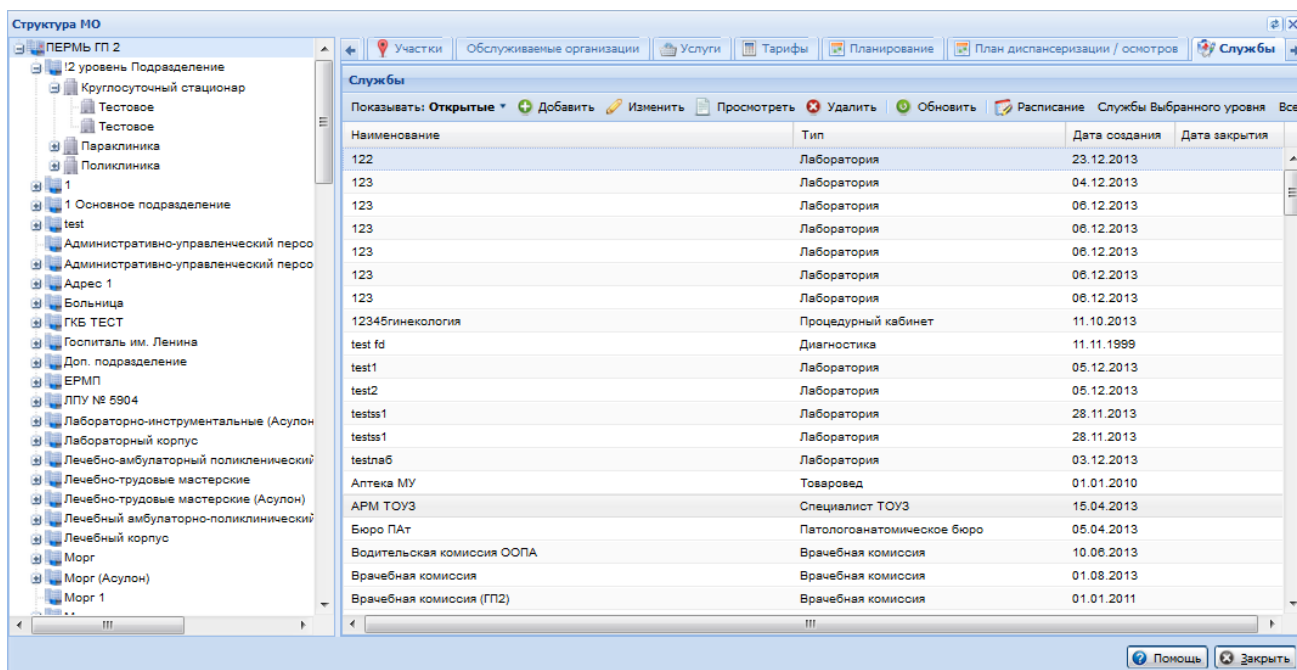 Структура МО
ПЕРМЬ ГП 2
!2 уровень Подразделение
Круглосуточный стационар
Тестовое
Тестовое
Параклиника
Поликлиника
1
1 Основное подразделение
test
Административно-управленческий персо
Административно-управленческий персо
Адрес 1
Больница
ГКБ ТЕСТ
Госпиталь им. Ленина
Доп. подразделение
ЕРМП
ЛПУ № 5904
Лабораторно-инструментальные (Асулон
Лабораторный корпус
Лечебно-амбулаторный поликленический
Лечебно-трудовые мастерские
Лечебно-трудовые мастерские (Асулон)
Лечебный амбулаторно-поликлинический
Лечебный корпус
Морг
Морг (Асулон)
Морг 1
Участки Обслуживаемые организации Услуги Тарифы Планирование План диспансеризации / осмотров Службы
Службы
Показывать: Открытые Добавить Изменить Просмотреть Удалить Обновить Расписание Службы Выбранного уровня Все
Наименование Тип Дата создания Дата закрытия
122 Лаборатория 23.12.2013
123 Лаборатория 04.12.2013
123 Лаборатория 06.12.2013
123 Лаборатория 06.12.2013
123 Лаборатория 06.12.2013
123 Лаборатория 06.12.2013
123 Лаборатория 06.12.2013
12345гинекология Процедурный кабинет 11.10.2013
test fd Диагностика 11.11.1999
test1 Лаборатория 05.12.2013
test2 Лаборатория 05.12.2013
testss1 Лаборатория 28.11.2013
testss1 Лаборатория 28.11.2013
testлаб Лаборатория 03.12.2013
Аптека МУ Товаровед 01.01.2010
АРМ ТОУЗ Специалист ТОУЗ 15.04.2013
Бюро ПАт Патологоанатомическое бюро 05.04.2013
Водительская комиссия ООПА Врачебная комиссия 10.06.2013
Врачебная комиссия Врачебная комиссия 01.08.2013
Врачебная комиссия (ГП2) Врачебная комиссия 01.01.2011
Помощь Закрыть